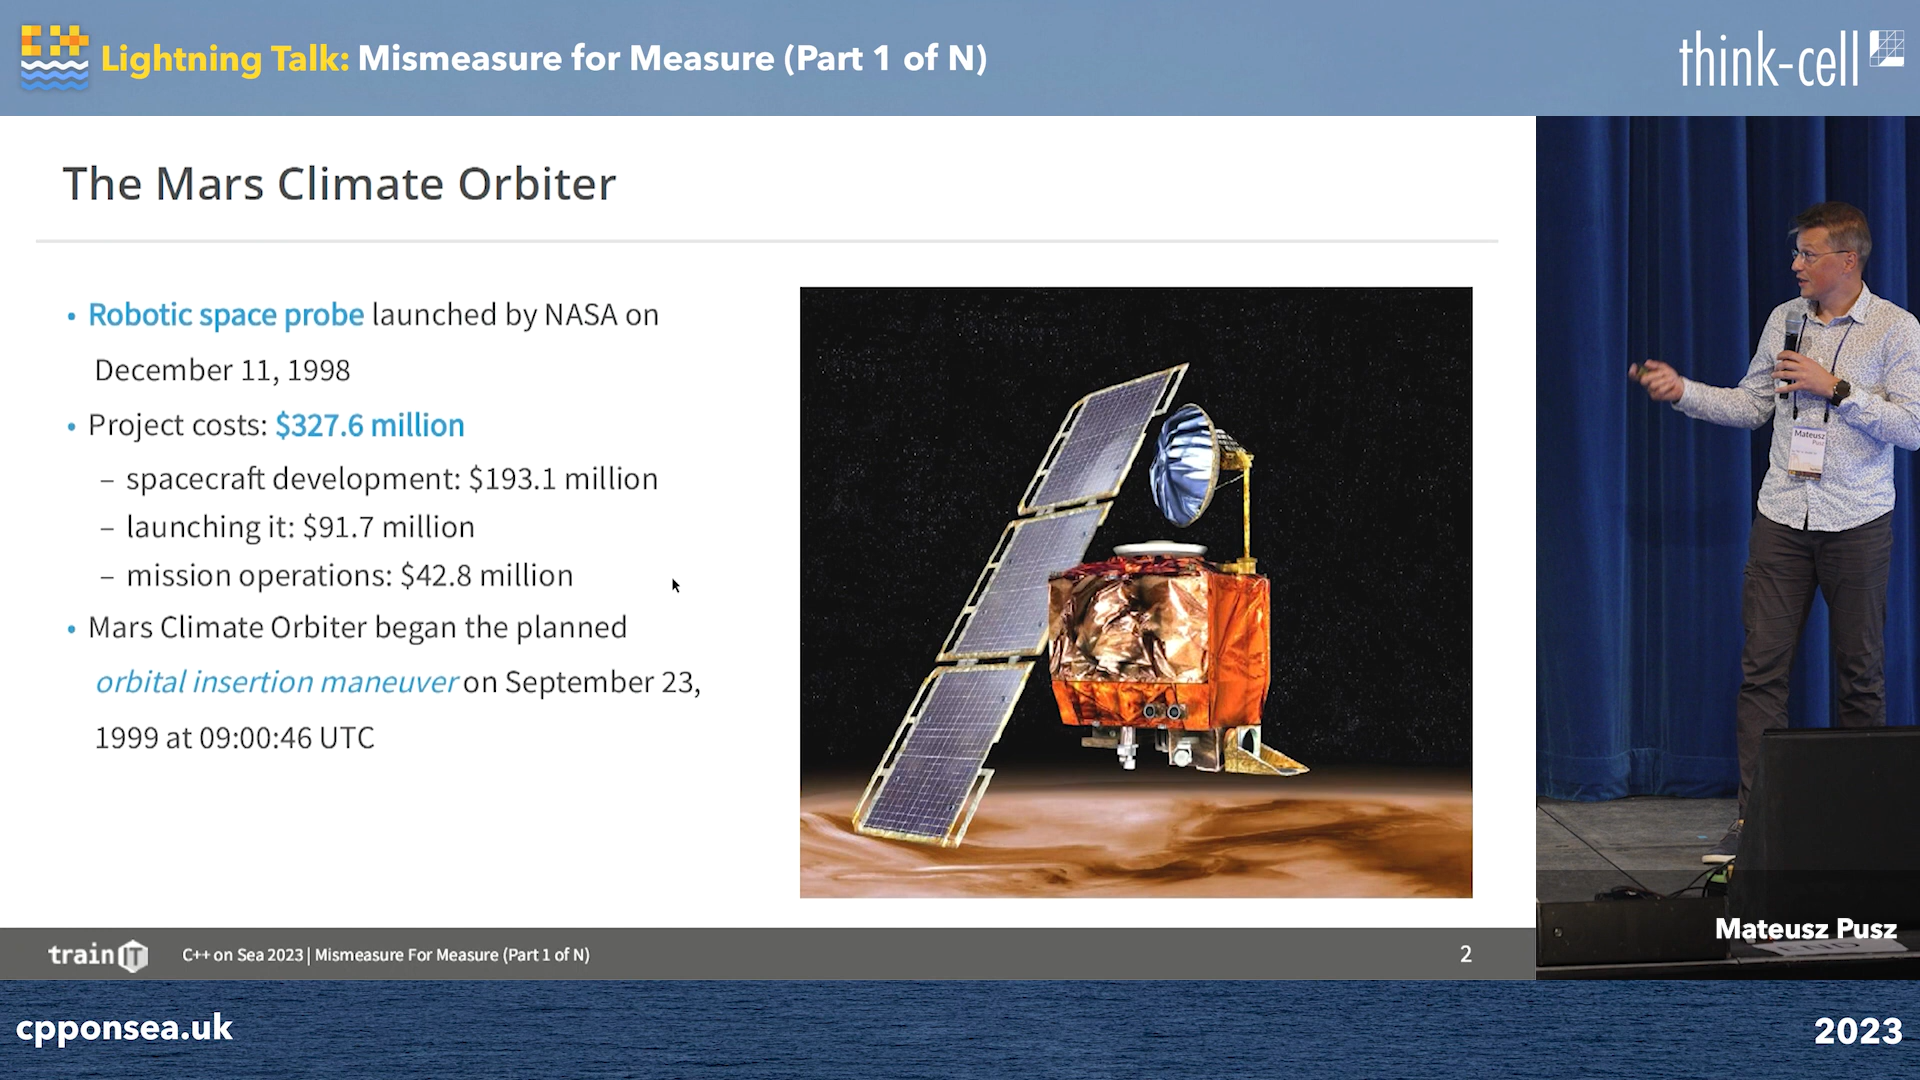 Lightning Talk: Mismeasure for Measure (Part 1 of N)
think-cell
The Mars Climate Orbiter
• Robotic space probe launched by NASA on
December 11, 1998
• Project costs: $327.6 million
– spacecraft development: $193.1 million
– launching it: $91.7 million
– mission operations: $42.8 million
• Mars Climate Orbiter began the planned
orbital insertion maneuver on September 23,
1999 at 09:00:46 UTC
Mateusz
Pusz
Mateusz Pusz
train IT
C++ on Sea 2023 | Mismeasure For Measure (Part 1 of N)
2
cpponsea.uk
2023